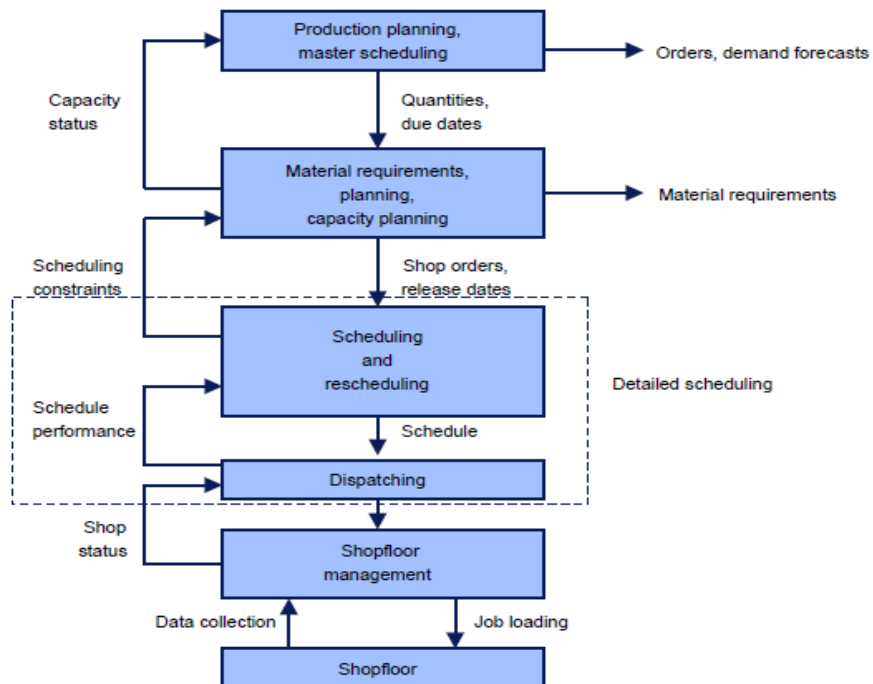 Production planning,
master scheduling
Orders, demand forecasts
Capacity
status
Quantities,
due dates
Material requirements,
planning,
capacity planning
Material requirements
Scheduling
constraints
Shop orders,
release dates
Scheduling
and
rescheduling
Detailed scheduling
Schedule
performance
Schedule
Dispatching
Shop
status
Shopfloor
management
Data collection
Job loading
Shopfloor